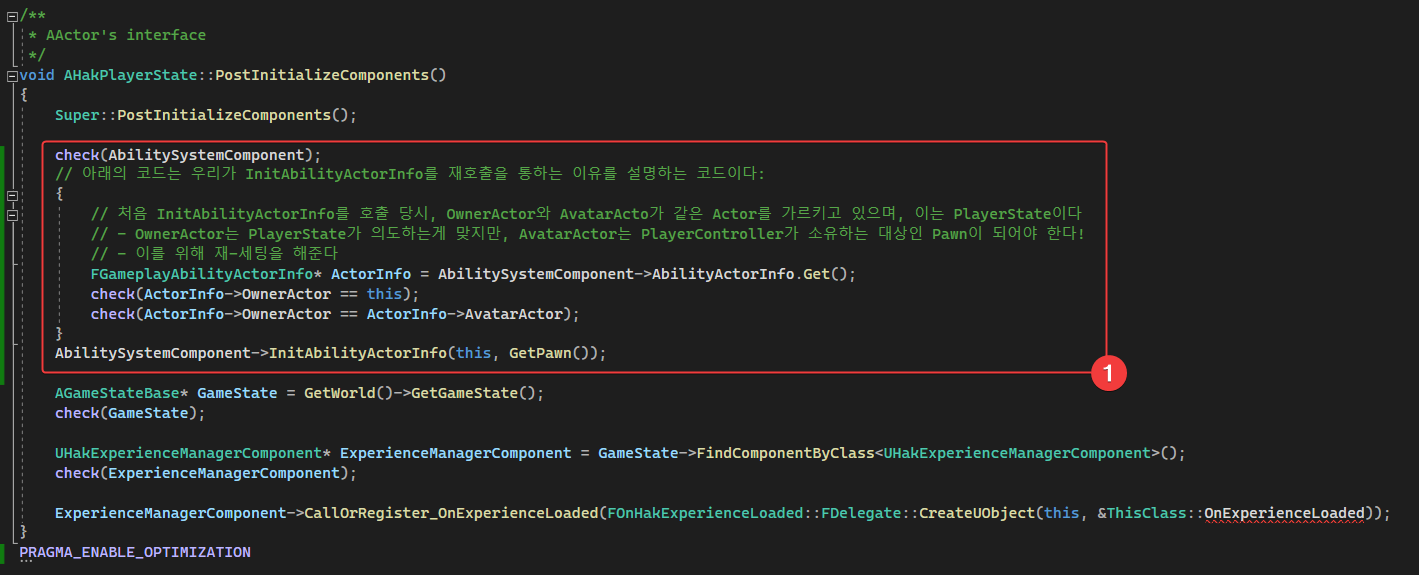 /**
 * AActor's interface
 */
void AHakPlayerState::PostInitializeComponents()
{
    Super::PostInitializeComponents();
    check(AbilitySystemComponent);
    // 아래의 코드는 우리가 InitAbilityActorInfo를 재호출을 통하는 이유를 설명하는 코드이다:
    {
        // 처음 InitAbilityActorInfo를 호출 당시, OwnerActor와 AvatarActo가 같은 Actor를 가르키고 있으며, 이는 PlayerState이다
        // - OwnerActor는 PlayerState가 의도하는게 맞지만, AvatarActor는 PlayerController가 소유하는 대상인 Pawn이 되어야 한다!
        // - 이를 위해 재-세팅을 해준다
        FGameplayAbilityActorInfo* ActorInfo = AbilitySystemComponent->AbilityActorInfo.Get();
        check(ActorInfo->OwnerActor == this);
        check(ActorInfo->OwnerActor == ActorInfo->AvatarActor);
    }
    AbilitySystemComponent->InitAbilityActorInfo(this, GetPawn());
1
    AGameStateBase* GameState = GetWorld()->GetGameState();
    check(GameState);
    UHakExperienceManagerComponent* ExperienceManagerComponent = GameState->FindComponentByClass<UHakExperienceManagerComponent>();
    check(ExperienceManagerComponent);
    ExperienceManagerComponent->CallOrRegister_OnExperienceLoaded(FOnHakExperienceLoaded::FDelegate::CreateUObject(this, &ThisClass::OnExperienceLoaded));
}
PRAGMA_ENABLE_OPTIMIZATION